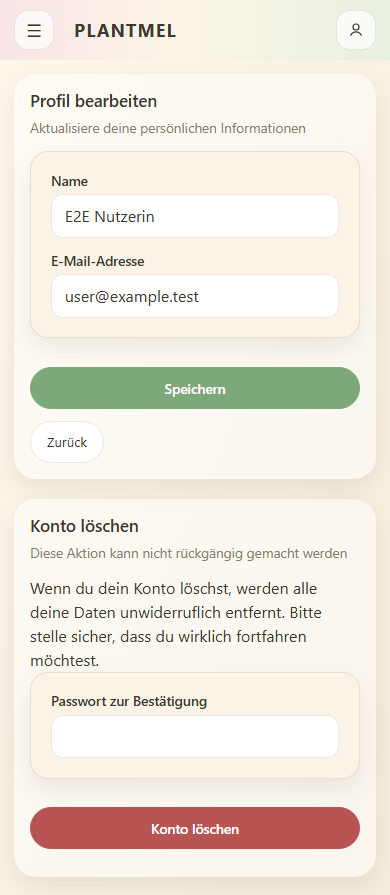 PLANTMEL
Profil bearbeiten
Aktualisiere deine persönlichen Informationen
Name
E2E Nutzerin
E-Mail-Adresse
user@example.test
Speichern
Zurück
Konto löschen
Diese Aktion kann nicht rückgängig gemacht werden
Wenn du dein Konto löschst, werden alle
deine Daten unwiderruflich entfernt. Bitte
stelle sicher, dass du wirklich fortfahren
möchtest.
Passwort zur Bestätigung
Konto löschen